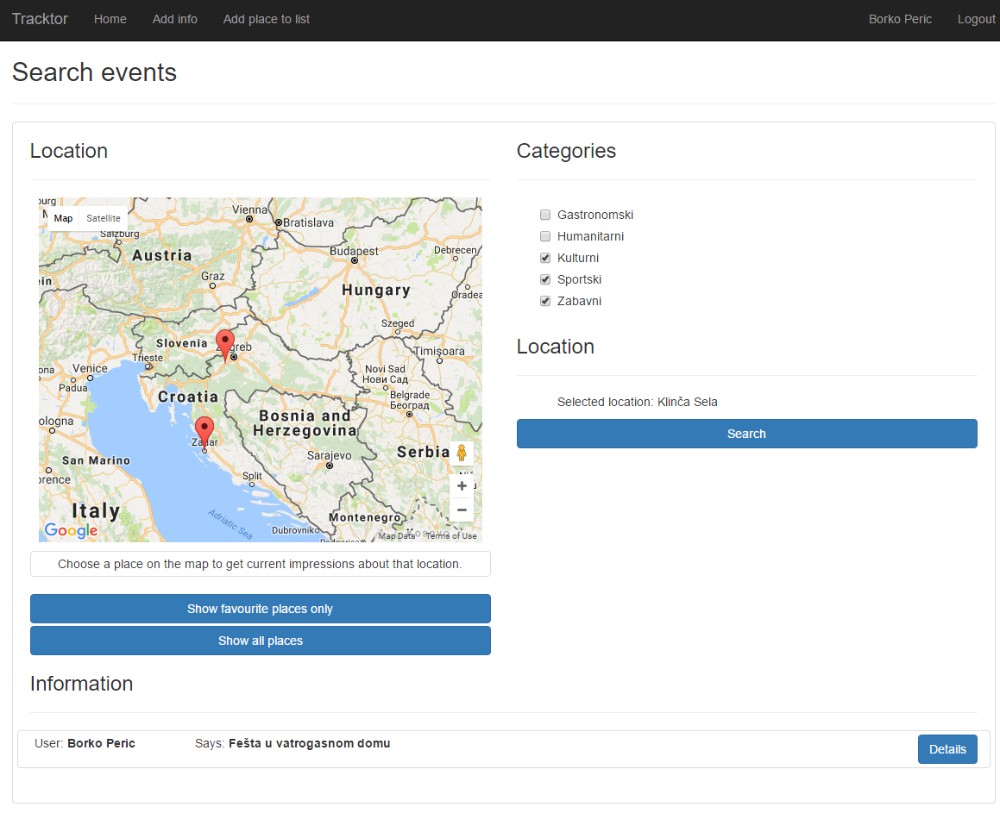 Tracktor Home Add info Add place to list Borko Peric Logout
Search events
Location
Map Satellite
Salzburg
Vienna
Bratislava
Austria
Budapest
Debrecen
Graz
Hungary
Oradea
Szeged
Slovenia
Zagreb
Timișoara
Trieste
Venice
Padua
Novi Sad
Нови Сад
Croatia
Belgrade
Београд
Bosnia and
Herzegovina
ologna
Zadar
San Marino
Sarajevo
Serbia
orence
Split
Italy
Adriatic Sea
Montenegro
Kosovo
Dubrovnik
Google
Map Data Terms of Use
Choose a place on the map to get current impressions about that location.
Show favourite places only
Show all places
Categories
Gastronomski
Humanitarni
Kulturni
Sportski
Zabavni
Location
Selected location: Klinča Sela
Search
Information
User: Borko Peric Says: Fešta u vatrogasnom domu Details